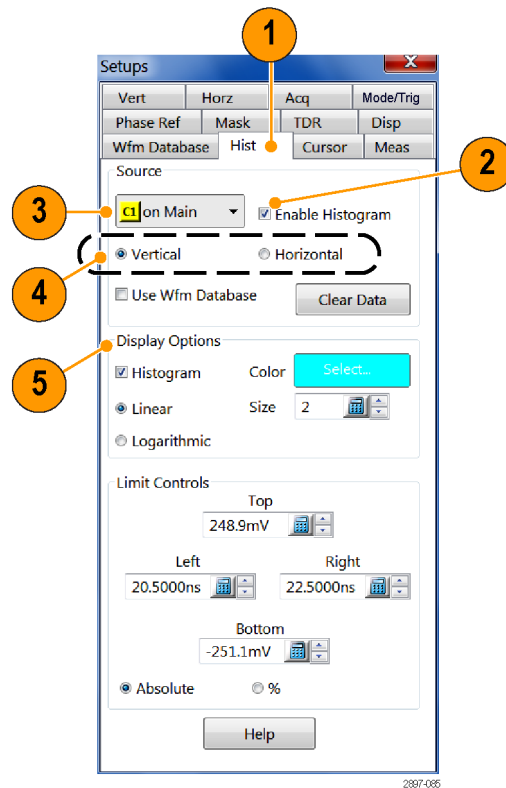 1
Setups
X
Vert Horz Acq Mode/Trig
Phase Ref Mask TDR Disp
Wfm Database Hist Cursor Meas
2
Source
3
C1 on Main Enable Histogram
Vertical Horizontal
4
Use Wfm Database Clear Data
Display Options
5
Histogram Color Select...
Linear Size 2
Logarithmic
Limit Controls
Top
248.9mV
Left Right
20.5000ns 22.5000ns
Bottom
-251.1mV
Absolute %
Help
2897-085